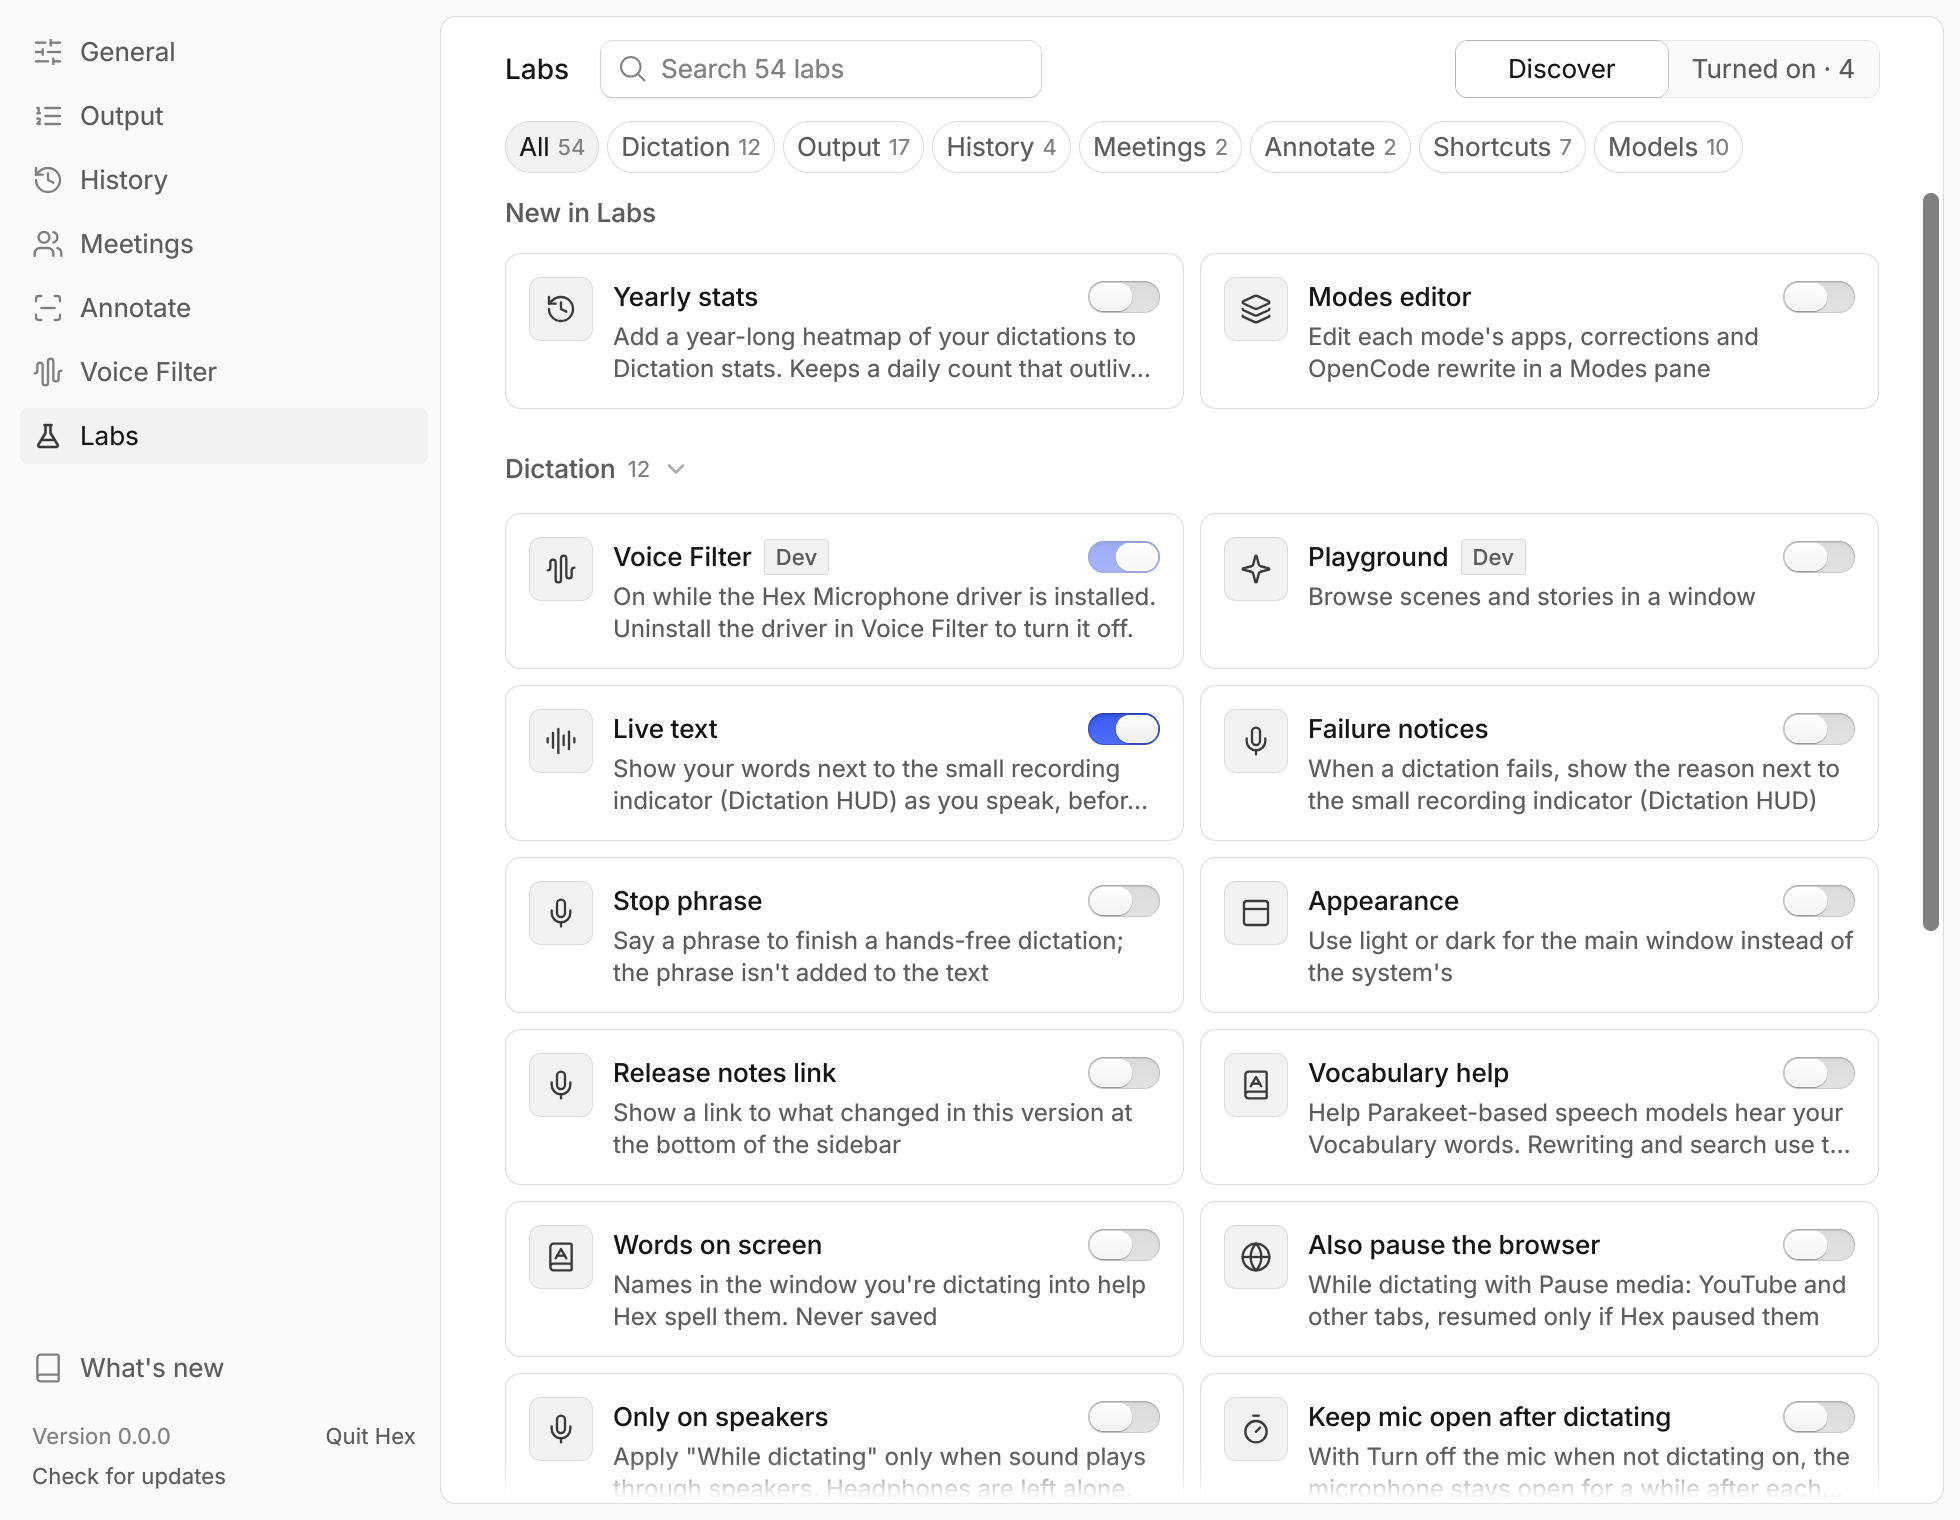 General
Output
History
Meetings
Annotate
Voice Filter
Labs
What's new
Version 0.0.0
Quit Hex
Check for updates
Labs
Search 54 labs
Discover
Turned on · 4
All 54
Dictation 12
Output 17
History 4
Meetings 2
Annotate 2
Shortcuts 7
Models 10
New in Labs
Yearly stats
Add a year-long heatmap of your dictations to
Dictation stats. Keeps a daily count that outliv...
Modes editor
Edit each mode's apps, corrections and
OpenCode rewrite in a Modes pane
Dictation 12
Voice Filter Dev
On while the Hex Microphone driver is installed.
Uninstall the driver in Voice Filter to turn it off.
Playground Dev
Browse scenes and stories in a window
Live text
Show your words next to the small recording
indicator (Dictation HUD) as you speak, befor...
Failure notices
When a dictation fails, show the reason next to
the small recording indicator (Dictation HUD)
Stop phrase
Say a phrase to finish a hands-free dictation;
the phrase isn't added to the text
Appearance
Use light or dark for the main window instead of
the system's
Release notes link
Show a link to what changed in this version at
the bottom of the sidebar
Vocabulary help
Help Parakeet-based speech models hear your
Vocabulary words. Rewriting and search use t...
Words on screen
Names in the window you're dictating into help
Hex spell them. Never saved
Also pause the browser
While dictating with Pause media: YouTube and
other tabs, resumed only if Hex paused them
Only on speakers
Apply "While dictating" only when sound plays
through speakers. Headphones are left alone.
Keep mic open after dictating
With Turn off the mic when not dictating on, the
microphone stays open for a while after each...